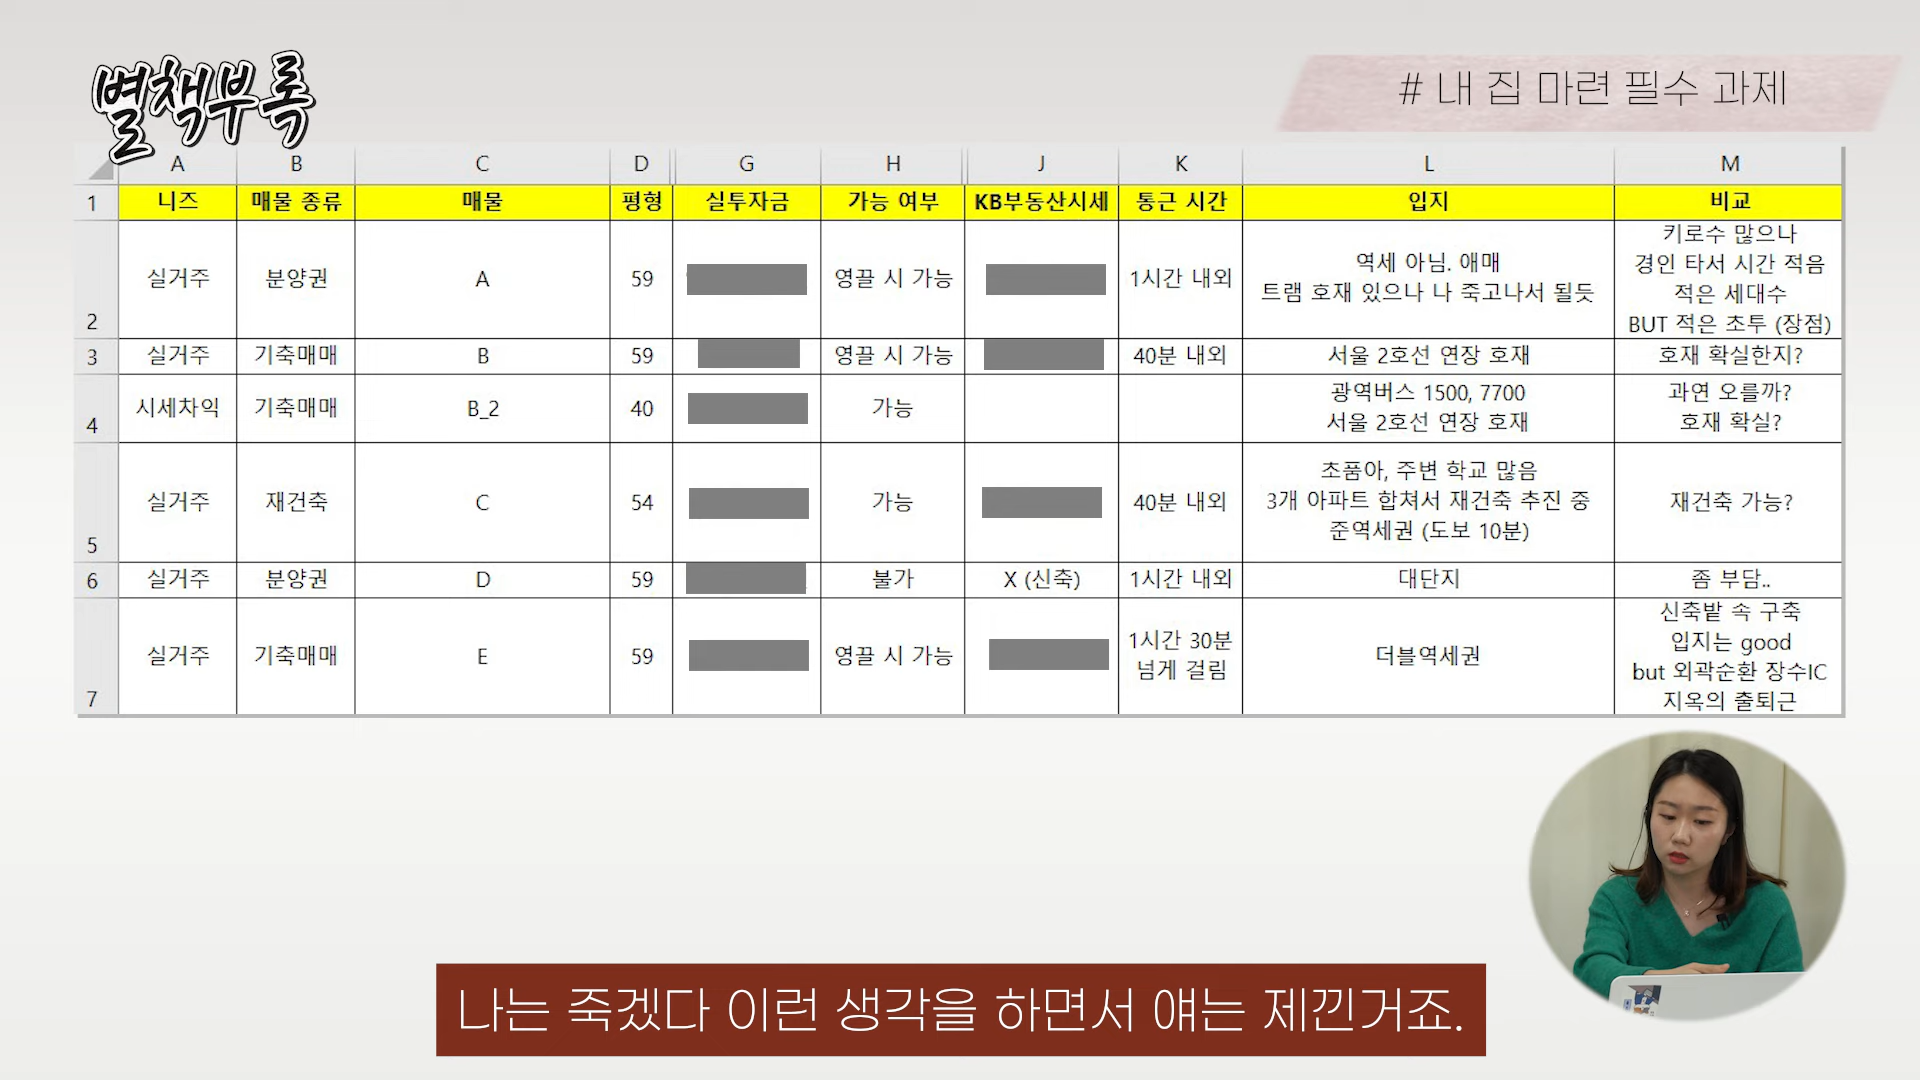 별책부록
# 내 집 마련 필수 과제
A B C D G H J K L M
1 니즈 매물 종류 매물 평형 실투자금 가능 여부 KB부동산시세 통근 시간 입지 비교
2 실거주 분양권 A 59 영끌 시 가능 1시간 내외
역세 아님. 애매
트램 호재 있으나 나 죽고나서 될듯
키로수 많으나
경인 타서 시간 적음
적은 세대수
BUT 적은 초투 (장점)
3 실거주 기축매매 B 59 영끌 시 가능 40분 내외 서울 2호선 연장 호재 호재 확실한지?
4 시세차익 기축매매 B_2 40 가능
광역버스 1500, 7700
서울 2호선 연장 호재
과연 오를까?
호재 확실?
5 실거주 재건축 C 54 가능 40분 내외
초품아, 주변 학교 많음
3개 아파트 합쳐서 재건축 추진 중
준역세권 (도보 10분)
재건축 가능?
6 실거주 분양권 D 59 불가 X (신축) 1시간 내외 대단지 좀 부담..
7 실거주 기축매매 E 59 영끌 시 가능
1시간 30분
넘게 걸림
더블역세권
신축밭 속 구축
입지는 good
but 외곽순환 장수IC
지옥의 출퇴근
나는 죽겠다 이런 생각을 하면서 얘는 제낀거죠.